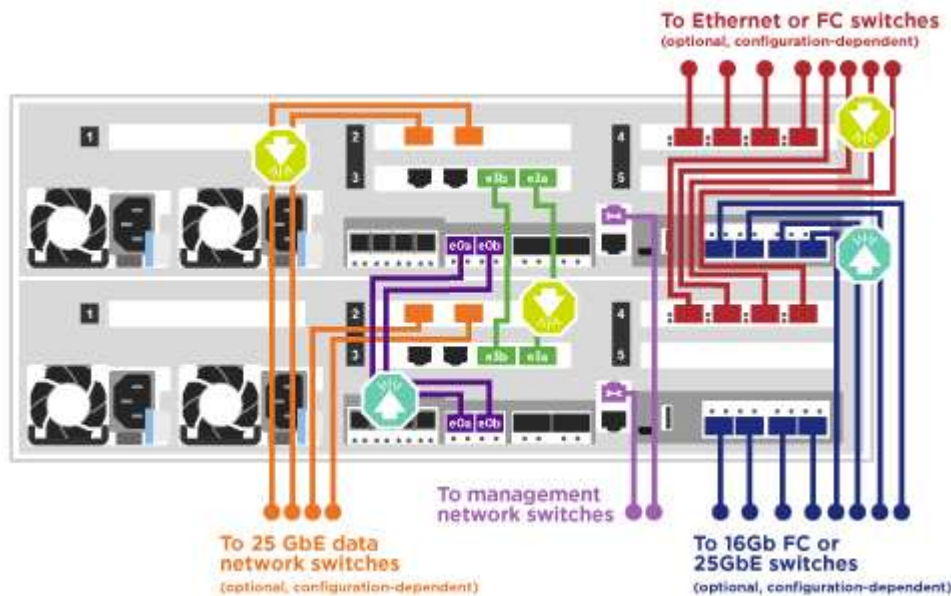 To Ethernet or FC switches
(optional, configuration-dependent)
1
2
4
3
e3b
e3a
5
e0a
e0b
1
2
4
3
e3b
e3a
5
e0a
e0b
To management
network switches
To 25 GbE data
network switches
(optional, configuration-dependent)
To 16Gb FC or
25GbE switches
(optional, configuration-dependent)